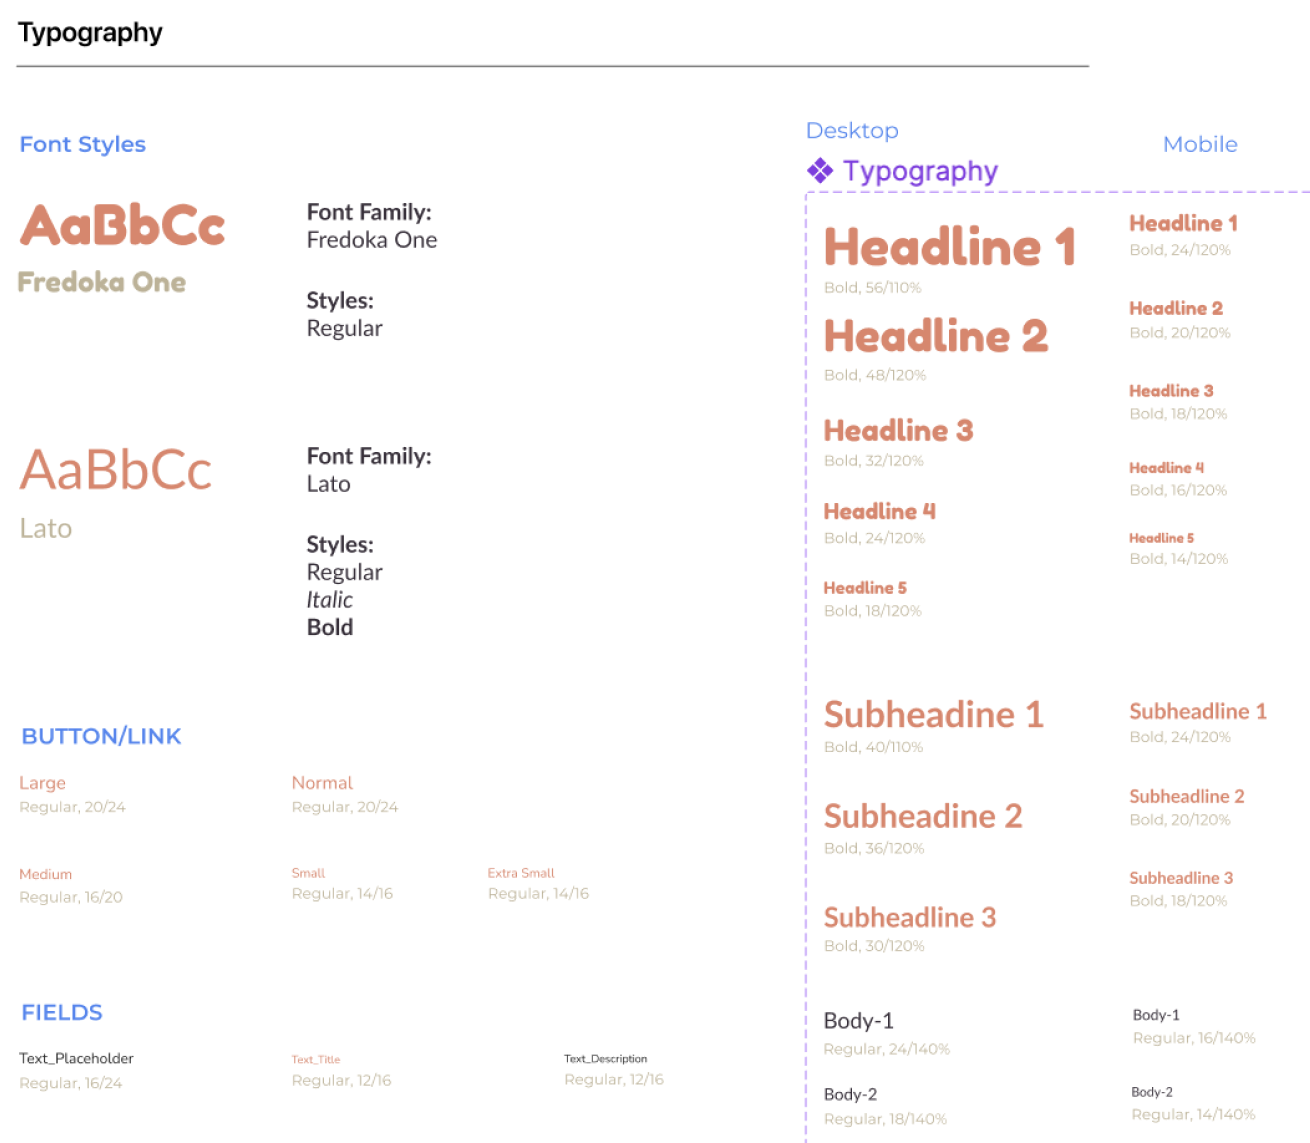 Typography
Font Styles
AaBbCc
Fredoka One
Font Family:
Fredoka One
Styles:
Regular
AaBbCc
Lato
Font Family:
Lato
Styles:
Regular
Italic
Bold
BUTTON/LINK
Large
Regular, 20/24
Normal
Regular, 20/24
Medium
Regular, 16/20
Small
Regular, 14/16
Extra Small
Regular, 14/16
FIELDS
Text_Placeholder
Regular, 16/24
Text_Title
Regular, 12/16
Text_Description
Regular, 12/16
Desktop
Typography
Headline 1
Bold, 56/110%
Headline 2
Bold, 48/120%
Headline 3
Bold, 32/120%
Headline 4
Bold, 24/120%
Headline 5
Bold, 18/120%
Subheadine 1
Bold, 40/110%
Subheadine 2
Bold, 36/120%
Subheadline 3
Bold, 30/120%
Body-1
Regular, 24/140%
Body-2
Regular, 18/140%
Mobile
Headline 1
Bold, 24/120%
Headline 2
Bold, 20/120%
Headline 3
Bold, 18/120%
Headline 4
Bold, 16/120%
Headline 5
Bold, 14/120%
Subheadline 1
Bold, 24/120%
Subheadline 2
Bold, 20/120%
Subheadline 3
Bold, 18/120%
Body-1
Regular, 16/140%
Body-2
Regular, 14/140%